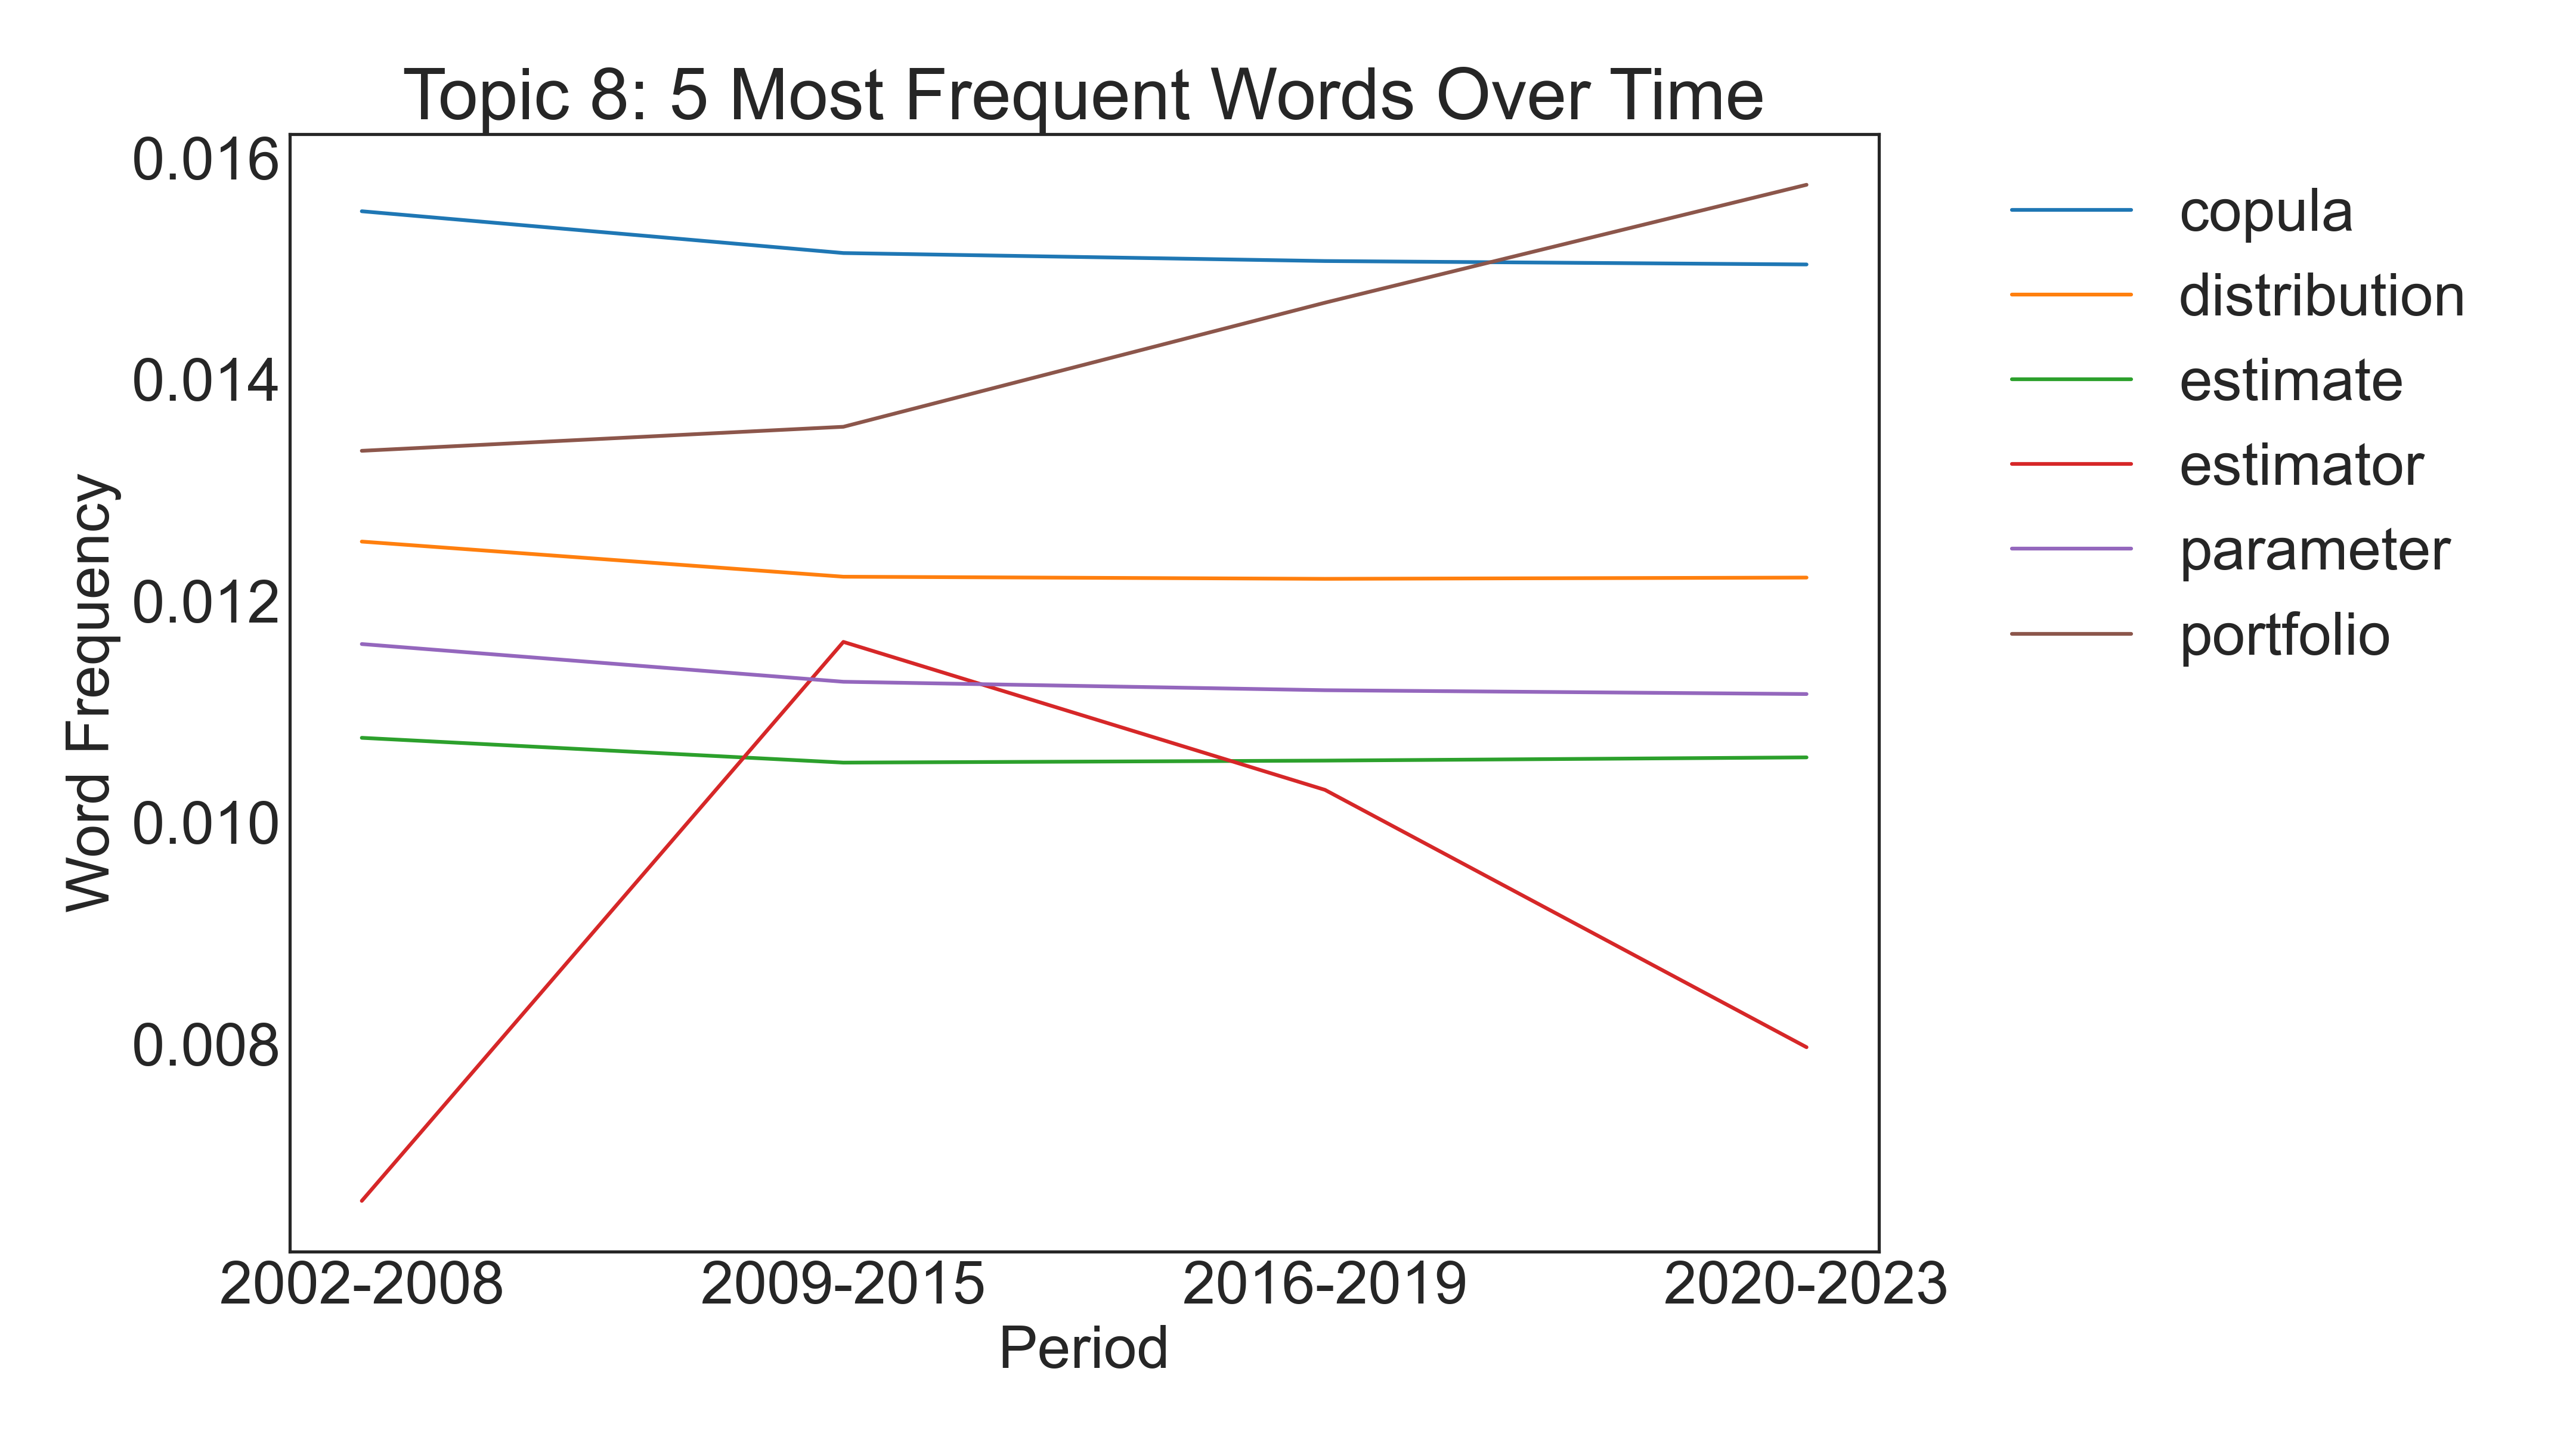 Topic 8: 5 Most Frequent Words Over Time
0.016
0.014
0.012
0.010
0.008
Word Frequency
2002-2008
2009-2015
2016-2019
2020-2023
Period
copula
distribution
estimate
estimator
parameter
portfolio